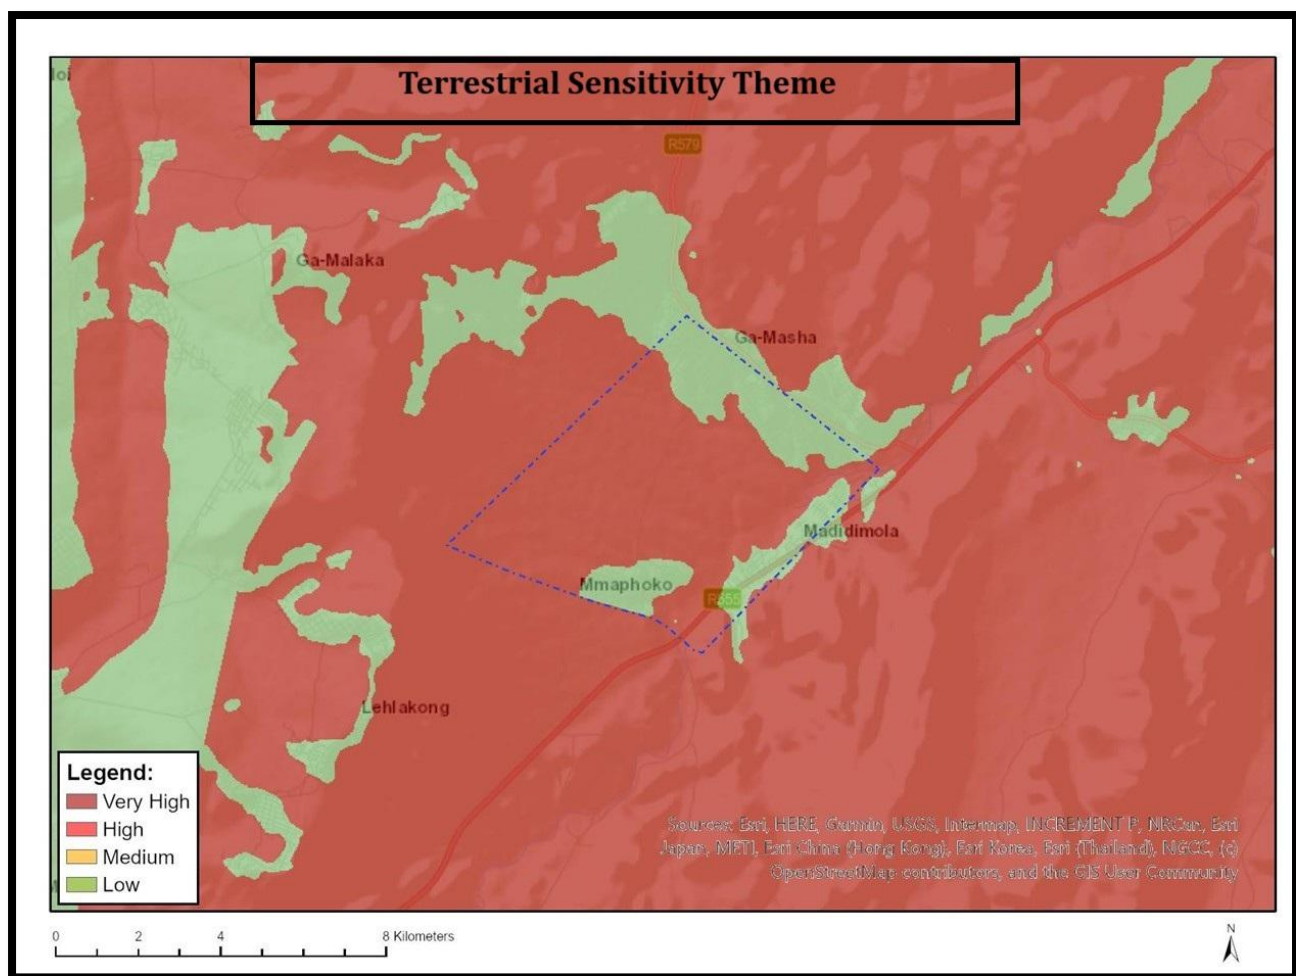 Terrestrial Sensitivity Theme
loi
R579
Ga-Malaka
Ga-Masha
Madidimola
Mmaphoko
R555
Lehlakong
Legend:
Very High
High
Medium
Low
Sources: Esri, HERE, Garmin, USGS, Intermap, INCREMENT P, NRCan, Esri
Japan, METI, Esri China (Hong Kong), Esri Korea, Esri (Thailand), NGCC, (c)
OpenStreetMap contributors, and the GIS User Community
0 2 4 8 Kilometers
N